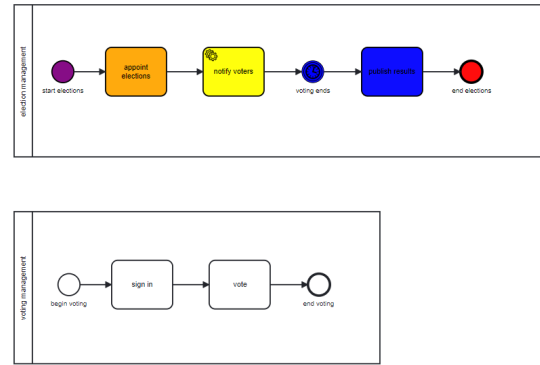 election management
appoint
elections
notify voters
publish results
start elections
voting ends
end elections
voting management
sign in
vote
begin voting
end voting